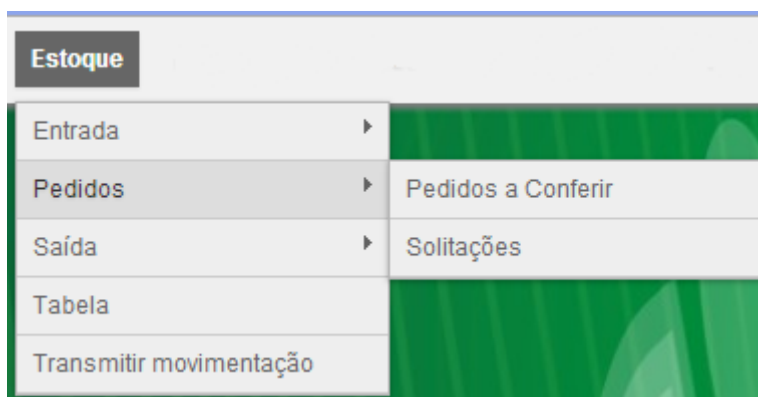 Estoque
Entrada
Pedidos
Pedidos a Conferir
Saída
Solitações
Tabela
Transmitir movimentação